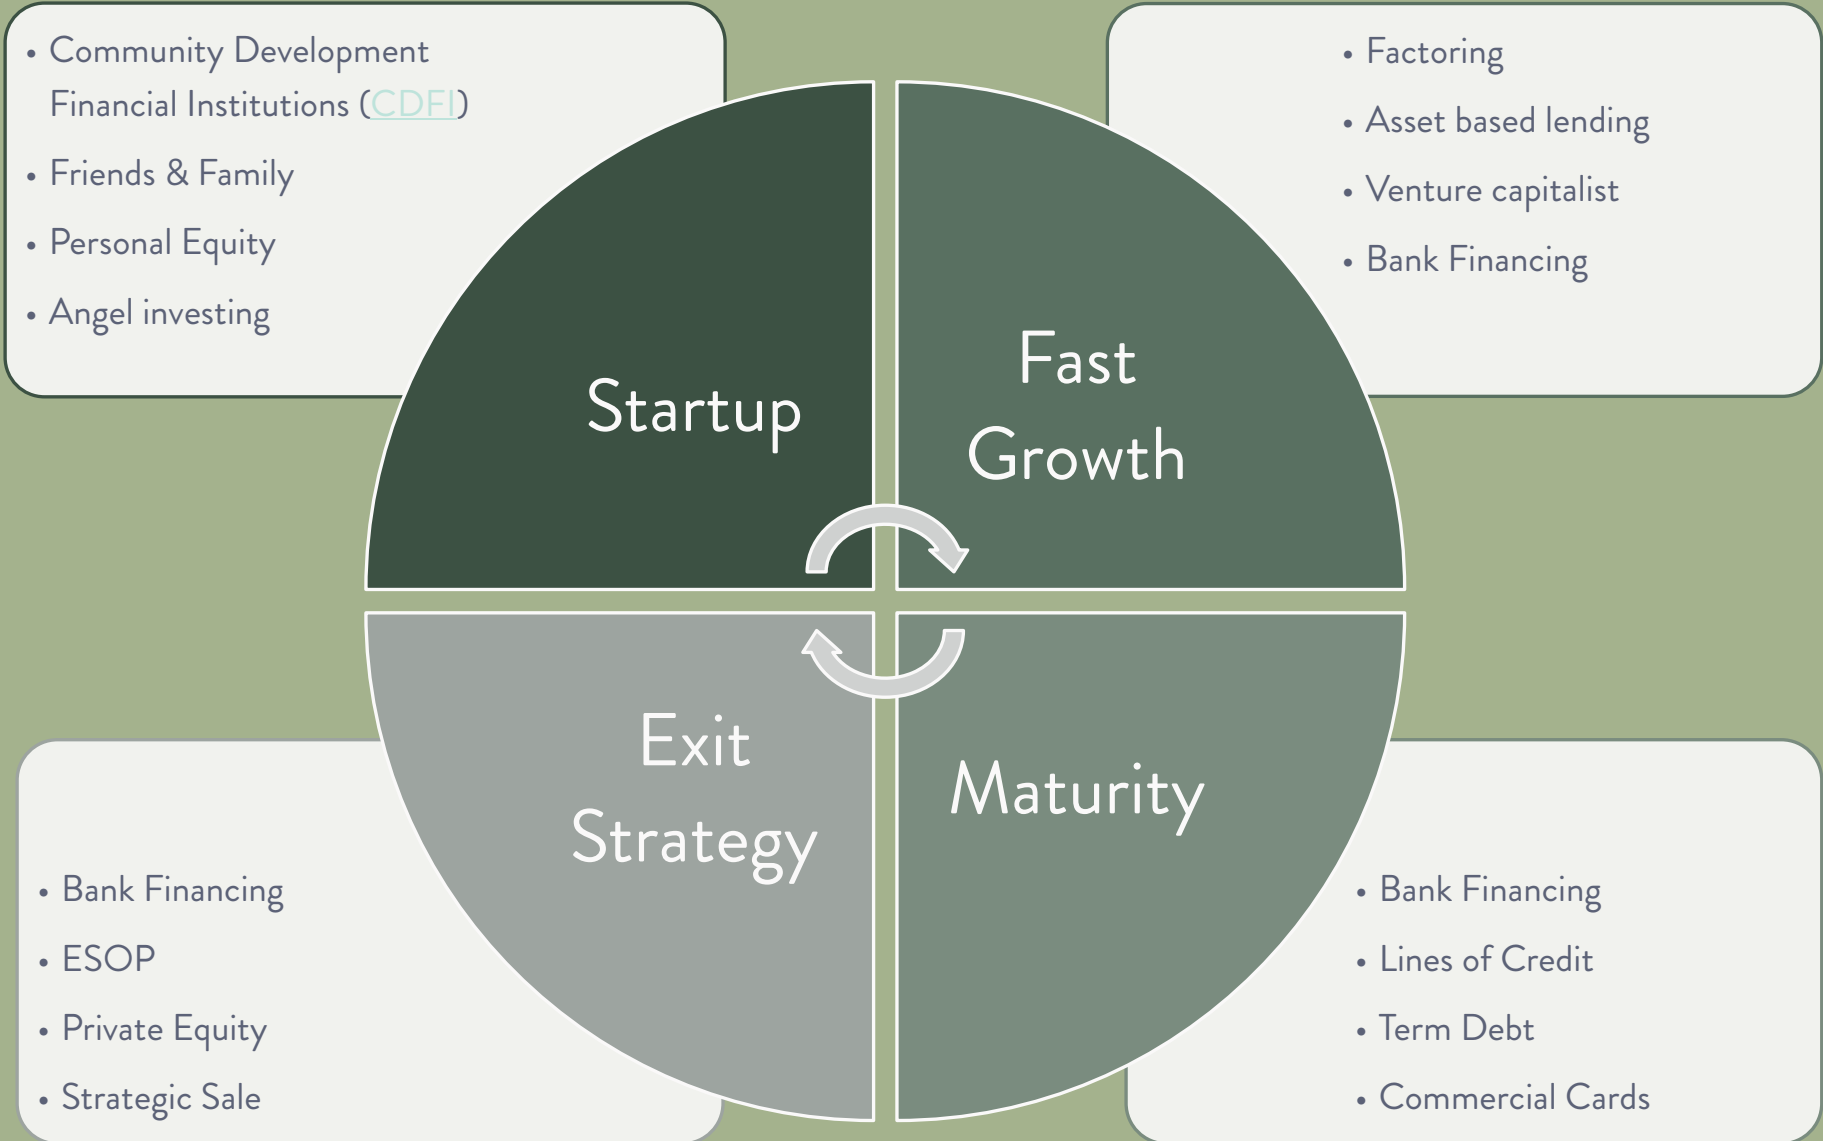 • Community Development
Financial Institutions (CDFI)
• Friends & Family
• Personal Equity
• Angel investing
• Factoring
• Asset based lending
• Venture capitalist
• Bank Financing
Startup
Fast
Growth
Exit
Strategy
Maturity
• Bank Financing
• ESOP
• Private Equity
• Strategic Sale
• Bank Financing
• Lines of Credit
• Term Debt
• Commercial Cards